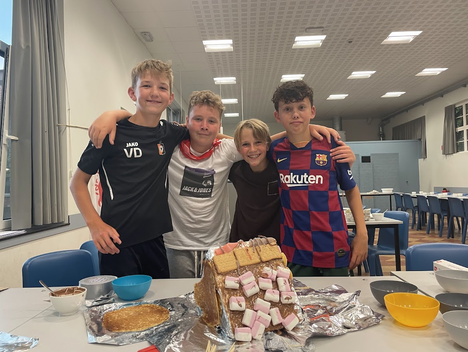 JAKO
VD
JACK & JONES
Rakuten